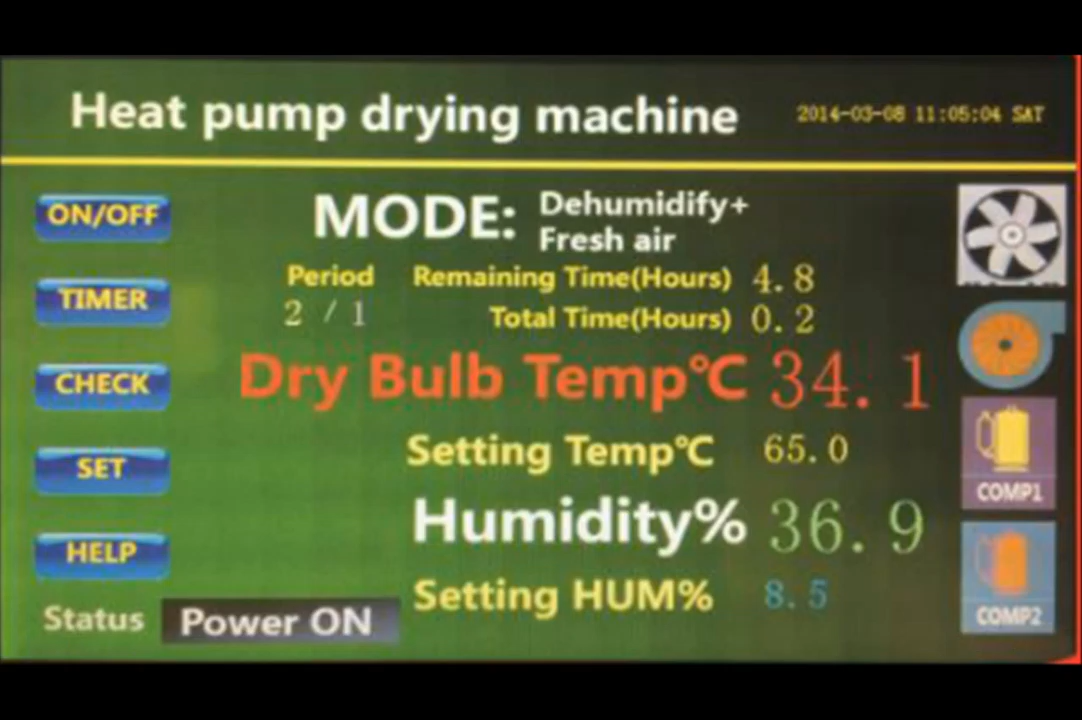 Heat pump drying machine 2014-03-08 11:05:04 SAT
ON/OFF
MODE: Dehumidify+
Fresh air
Period Remaining Time(Hours) 4.8
TIMER
2 / 1 Total Time(Hours) 0.2
CHECK
Dry Bulb Temp℃ 34.1
SET
Setting Temp℃ 65.0
COMP1
Humidity% 36.9
HELP
Setting HUM% 8.5
COMP2
Status Power ON